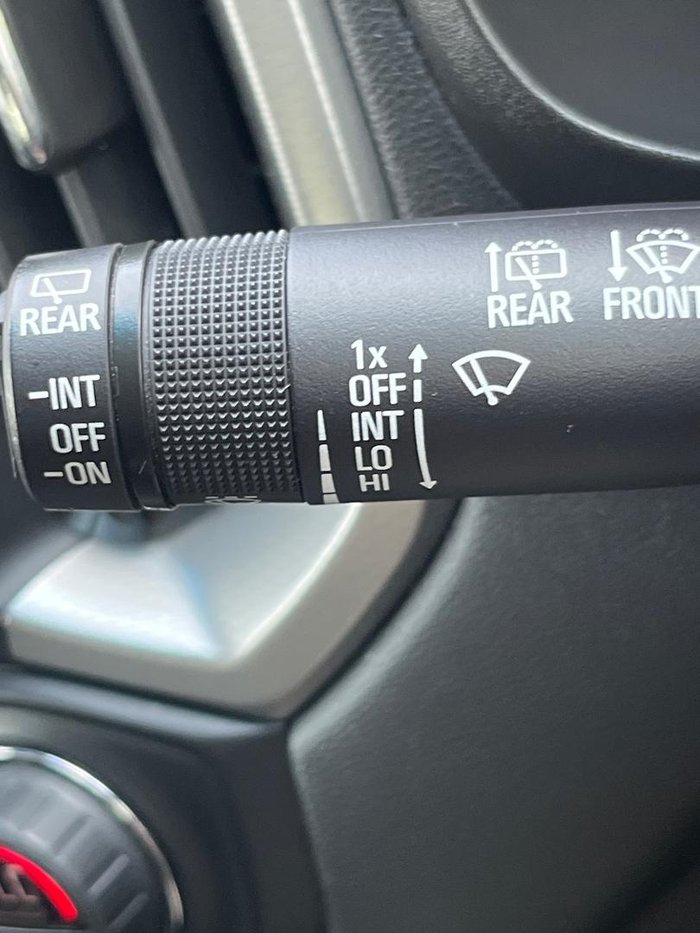 REAR
-INT
OFF
-ON
1x
OFF
INT
LO
HI
REAR
FRONT